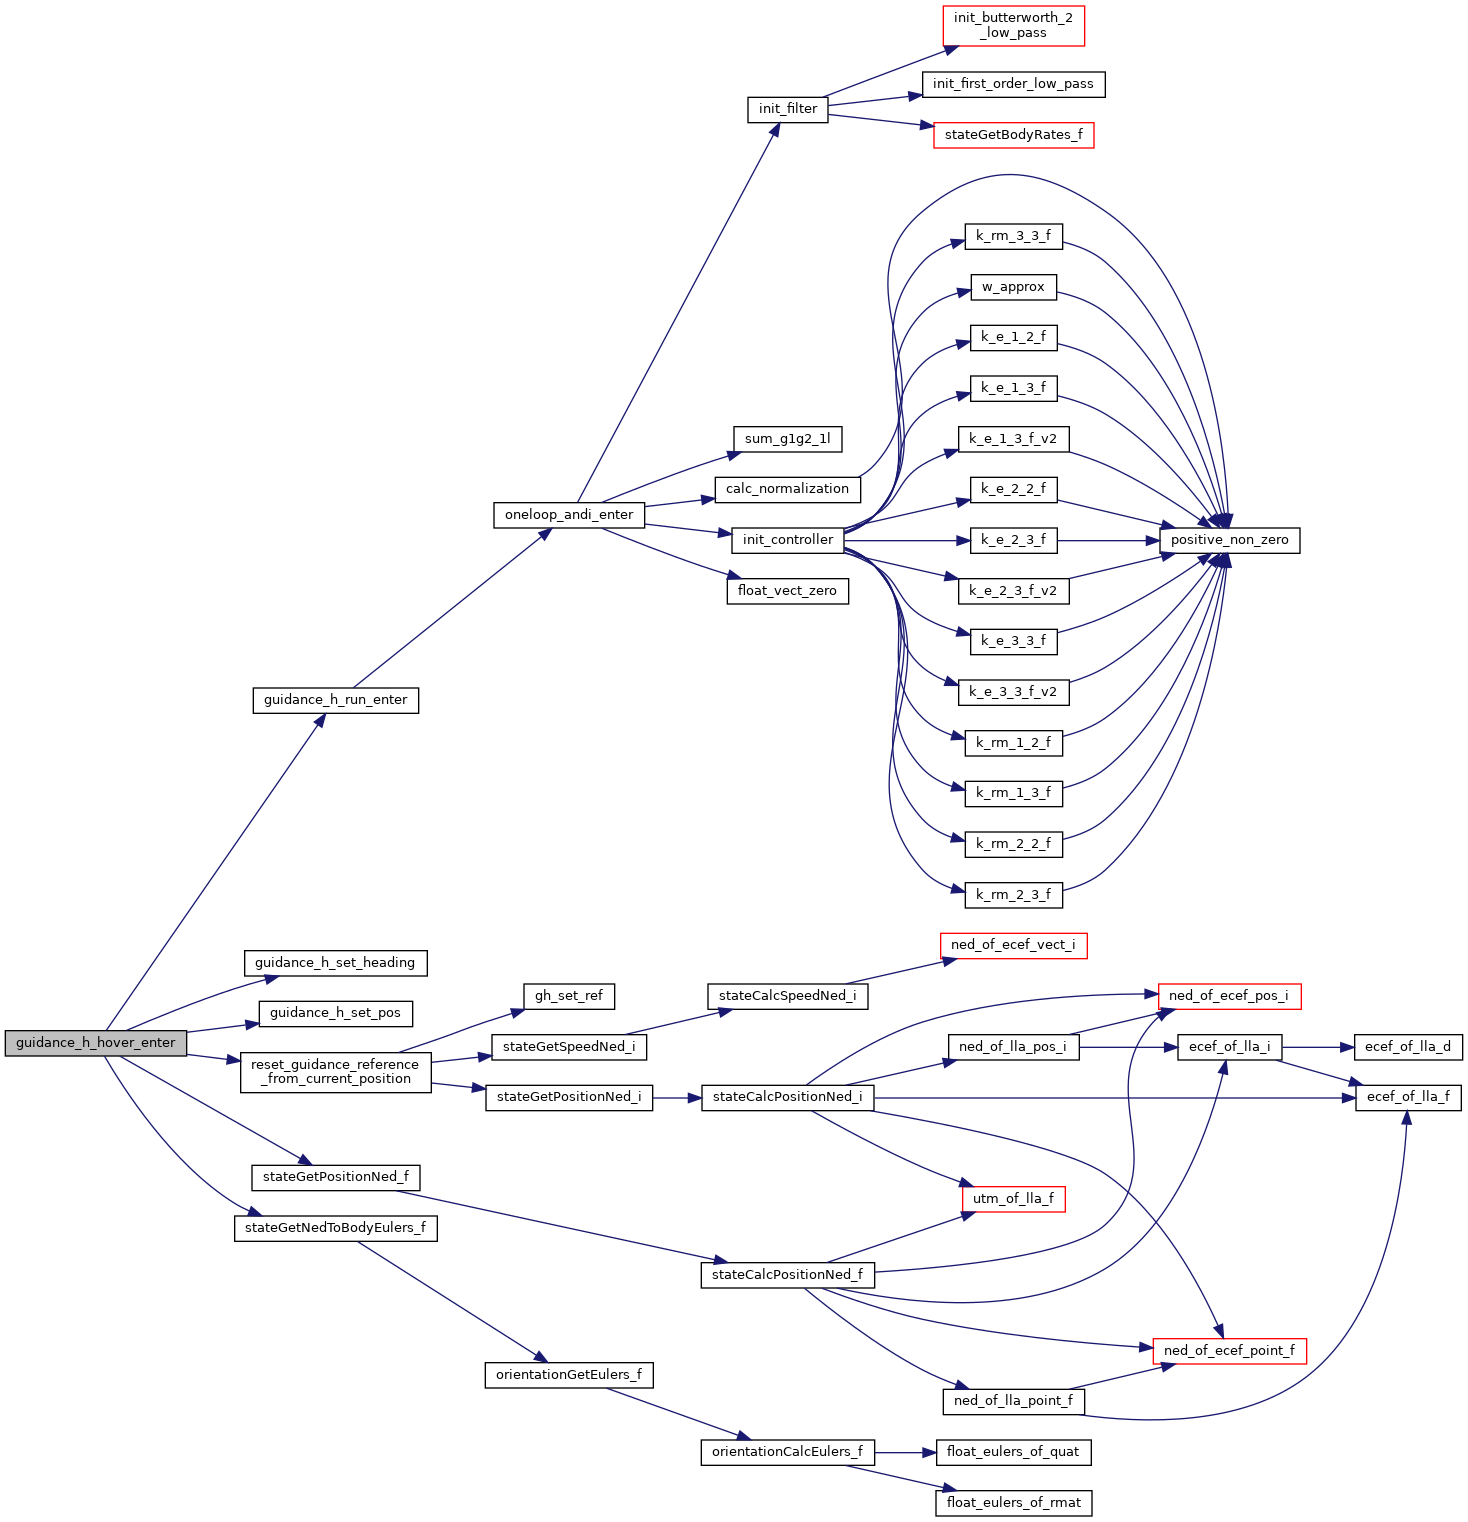 init_butterworth_2
_low_pass
init_first_order_low_pass
init_filter
stateGetBodyRates_f
k_rm_3_3_f
w_approx
k_e_1_2_f
k_e_1_3_f
sum_g1g2_1l
k_e_1_3_f_v2
calc_normalization
k_e_2_2_f
oneloop_andi_enter
init_controller
k_e_2_3_f
positive_non_zero
float_vect_zero
k_e_2_3_f_v2
k_e_3_3_f
guidance_h_run_enter
k_e_3_3_f_v2
k_rm_1_2_f
k_rm_1_3_f
k_rm_2_2_f
k_rm_2_3_f
ned_of_ecef_vect_i
guidance_h_set_heading
gh_set_ref
stateCalcSpeedNed_i
ned_of_ecef_pos_i
guidance_h_set_pos
guidance_h_hover_enter
stateGetSpeedNed_i
ned_of_lla_pos_i
ecef_of_lla_i
ecef_of_lla_d
reset_guidance_reference
_from_current_position
stateGetPositionNed_i
stateCalcPositionNed_i
ecef_of_lla_f
stateGetPositionNed_f
utm_of_lla_f
stateGetNedToBodyEulers_f
stateCalcPositionNed_f
ned_of_ecef_point_f
orientationGetEulers_f
ned_of_lla_point_f
orientationCalcEulers_f
float_eulers_of_quat
float_eulers_of_rmat